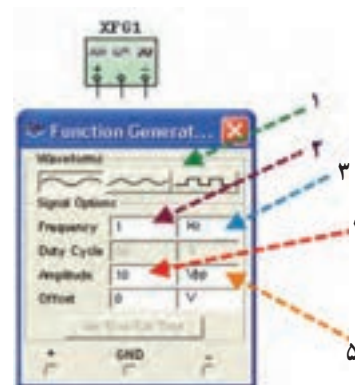 XFG1
Function Generat...
Waveforms
Signal Options
Frequency 1 Hz
Duty Cycle
Amplitude 10 Vpp
Offset 0 V
+ GND -
۱
۲
۳
۵